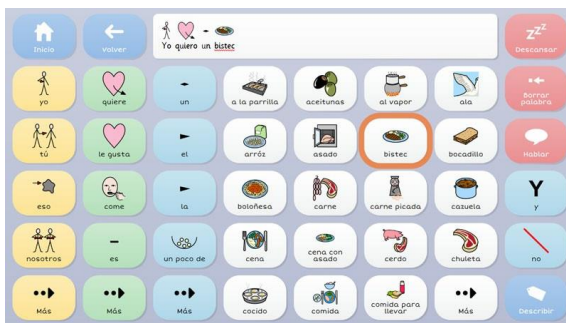 Inicio
Volver
Yo quiero un bistec
zzz
Descansar
yo
quiere
un
a la parrilla
aceitunas
al vapor
ala
Borrar
palabra
tú
le gusta
el
arróz
asado
bistec
bocadillo
Hablar
eso
come
la
boloñesa
carne
carne picada
cazuela
Y
y
nosotros
es
un poco de
cena
cena con
asado
cerdo
chuleta
no
Más
Más
Más
cocido
comida
comida para
llevar
Más
Describir